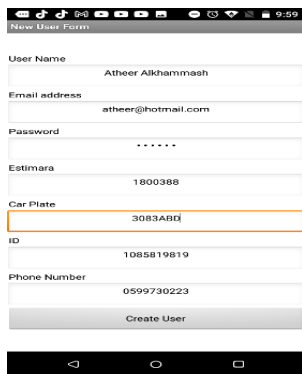 9:59
New User Form
User Name
Atheer Alkhammash
Email address
atheer@hotmail.com
Password
••••••
Estimara
1800388
Car Plate
3083ABD
ID
1085819819
Phone Number
0599730223
Create User